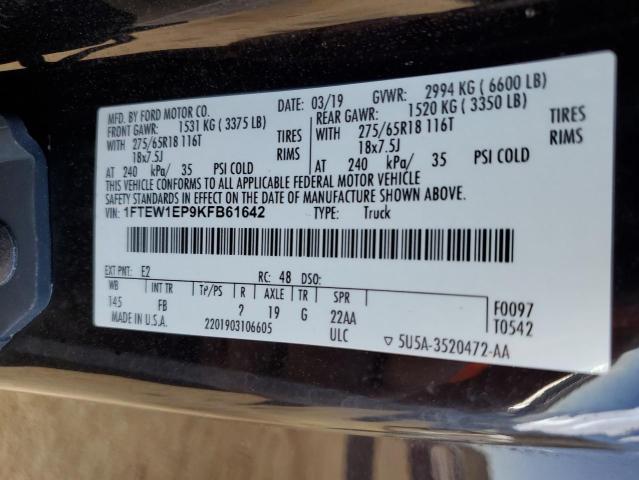 MFD. BY FORD MOTOR CO.
DATE: 03/19 GVWR: 2994 KG ( 6600 LB)
FRONT GAWR: 1531 KG ( 3375 LB)
REAR GAWR: 1520 KG ( 3350 LB)
WITH 275/65R18 116T TIRES
WITH 275/65R18 116T TIRES
18x7.5J RIMS
18x7.5J RIMS
AT 240 kPa/ 35 PSI COLD
AT 240 kPa/ 35 PSI COLD
THIS VEHICLE CONFORMS TO ALL APPLICABLE FEDERAL MOTOR VEHICLE
SAFETY STANDARDS IN EFFECT ON THE DATE OF MANUFACTURE SHOWN ABOVE.
VIN: 1FTEW1EP9KFB61642 TYPE: Truck
EXT PNT: E2 RC: 48 DSO:
WB INT TR TP/PS R AXLE TR SPR
145 FB ? 19 G 22AA
F0097
T0542
MADE IN U.S.A. 2201903106605 ULC
▽ 5U5A-3520472-AA